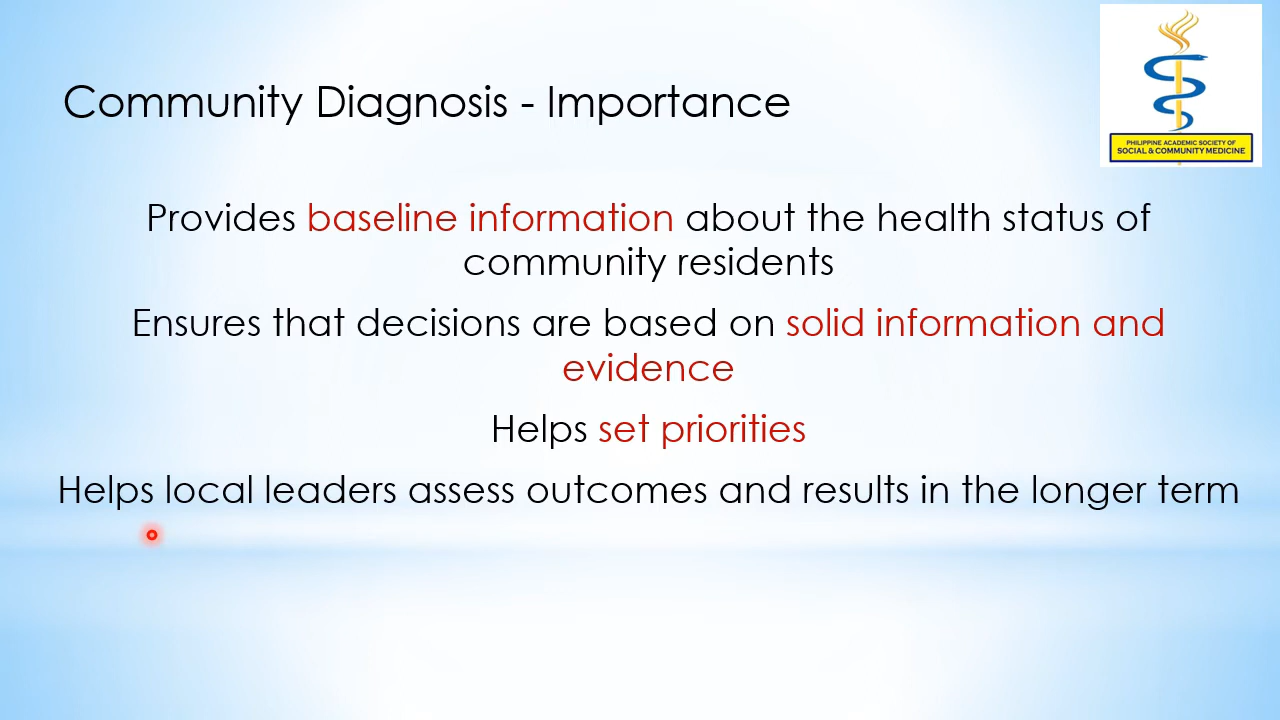 Community Diagnosis - Importance
PHILIPPINE ACADEMIC SOCIETY OF
SOCIAL & COMMUNITY MEDICINE
Provides baseline information about the health status of
community residents
Ensures that decisions are based on solid information and
evidence
Helps set priorities
Helps local leaders assess outcomes and results in the longer term